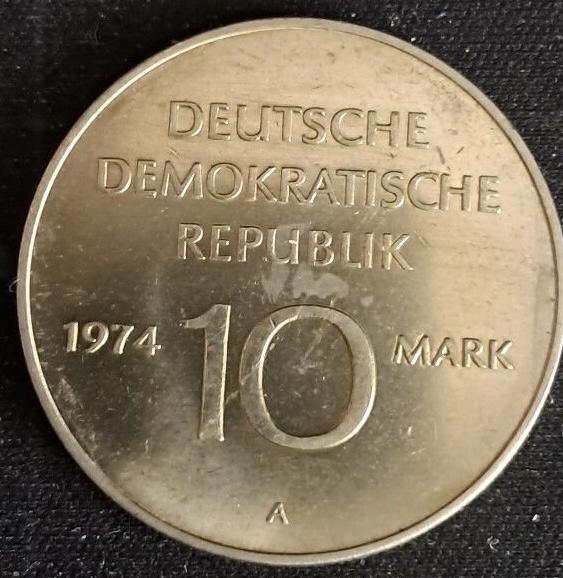 DEUTSCHE
DEMOKRATISCHE
REPUBLIK
1974 10 MARK
A